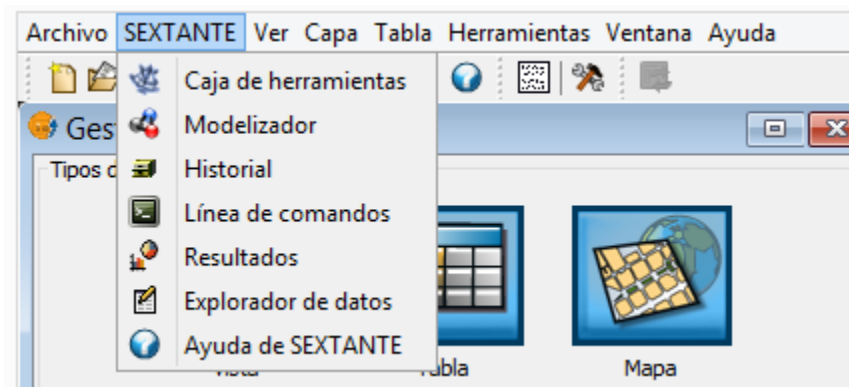 Archivo SEXTANTE Ver Capa Tabla Herramientas Ventana Ayuda
Caja de herramientas
Modelizador
Historial
Línea de comandos
Resultados
Explorador de datos
Ayuda de SEXTANTE
Ges
Tipos d
Mapa